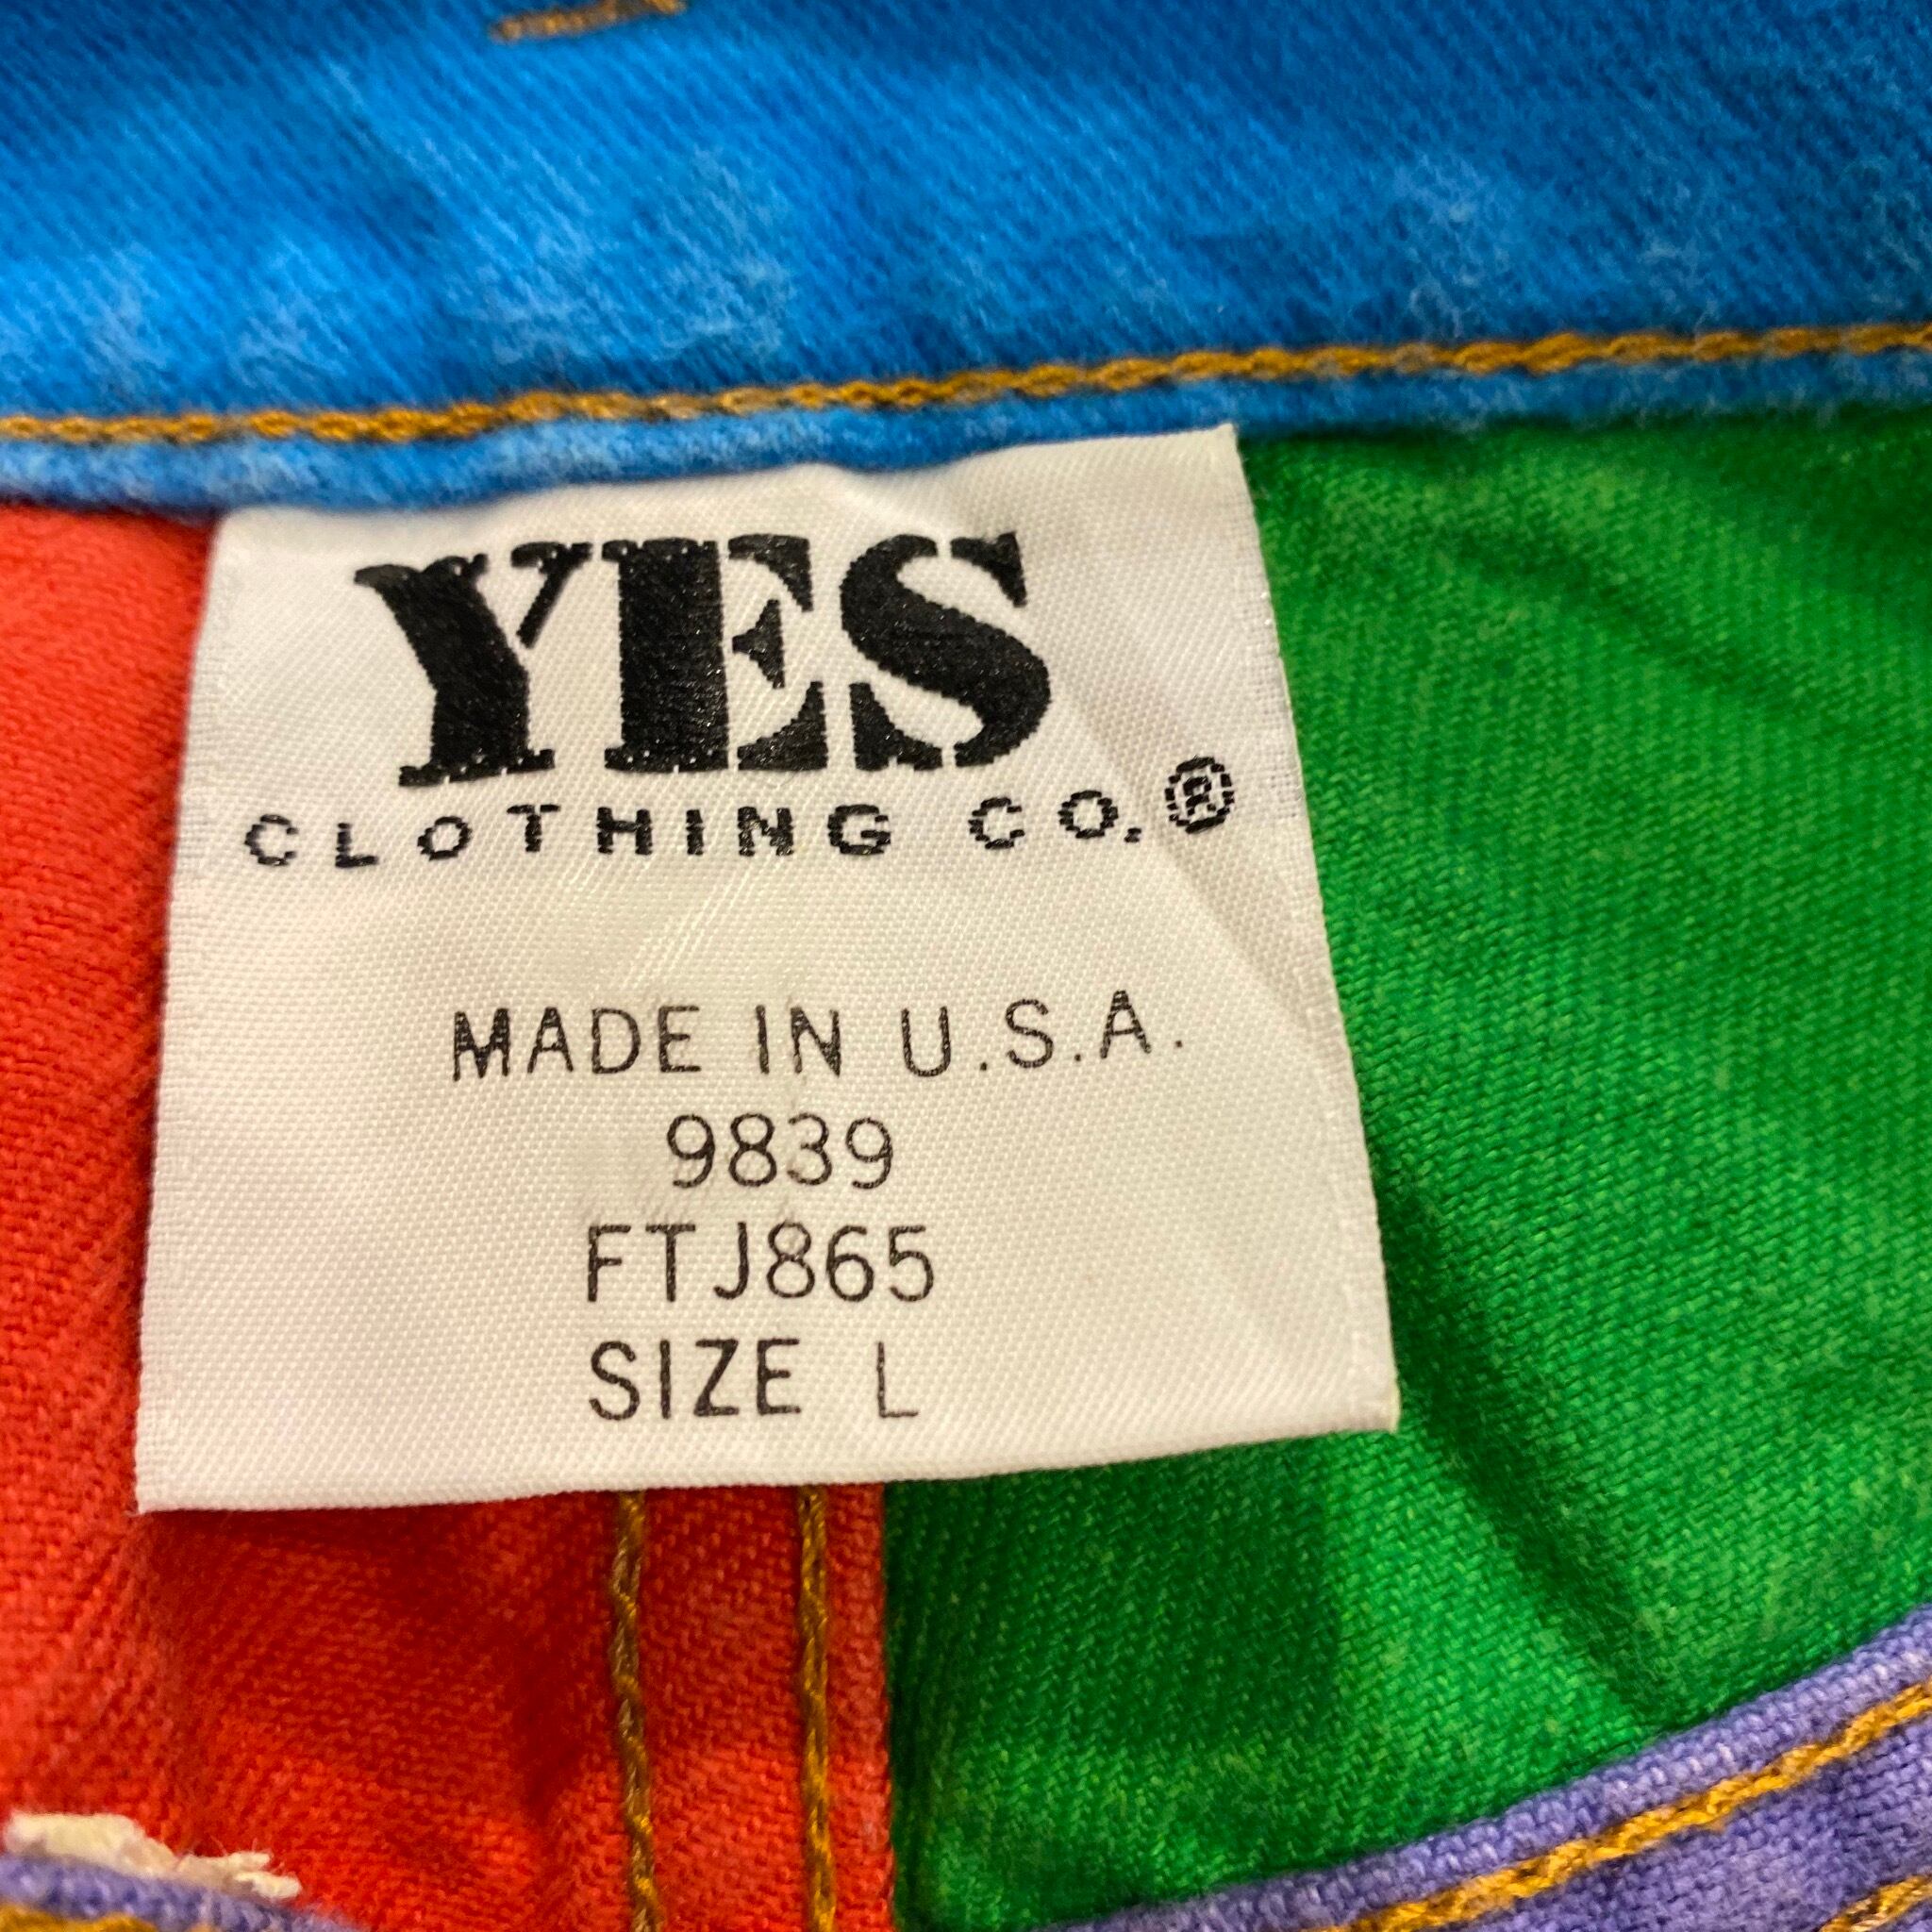 YES
CLOTHING CO.®
MADE IN U.S.A.
9839
FTJ865
SIZE L